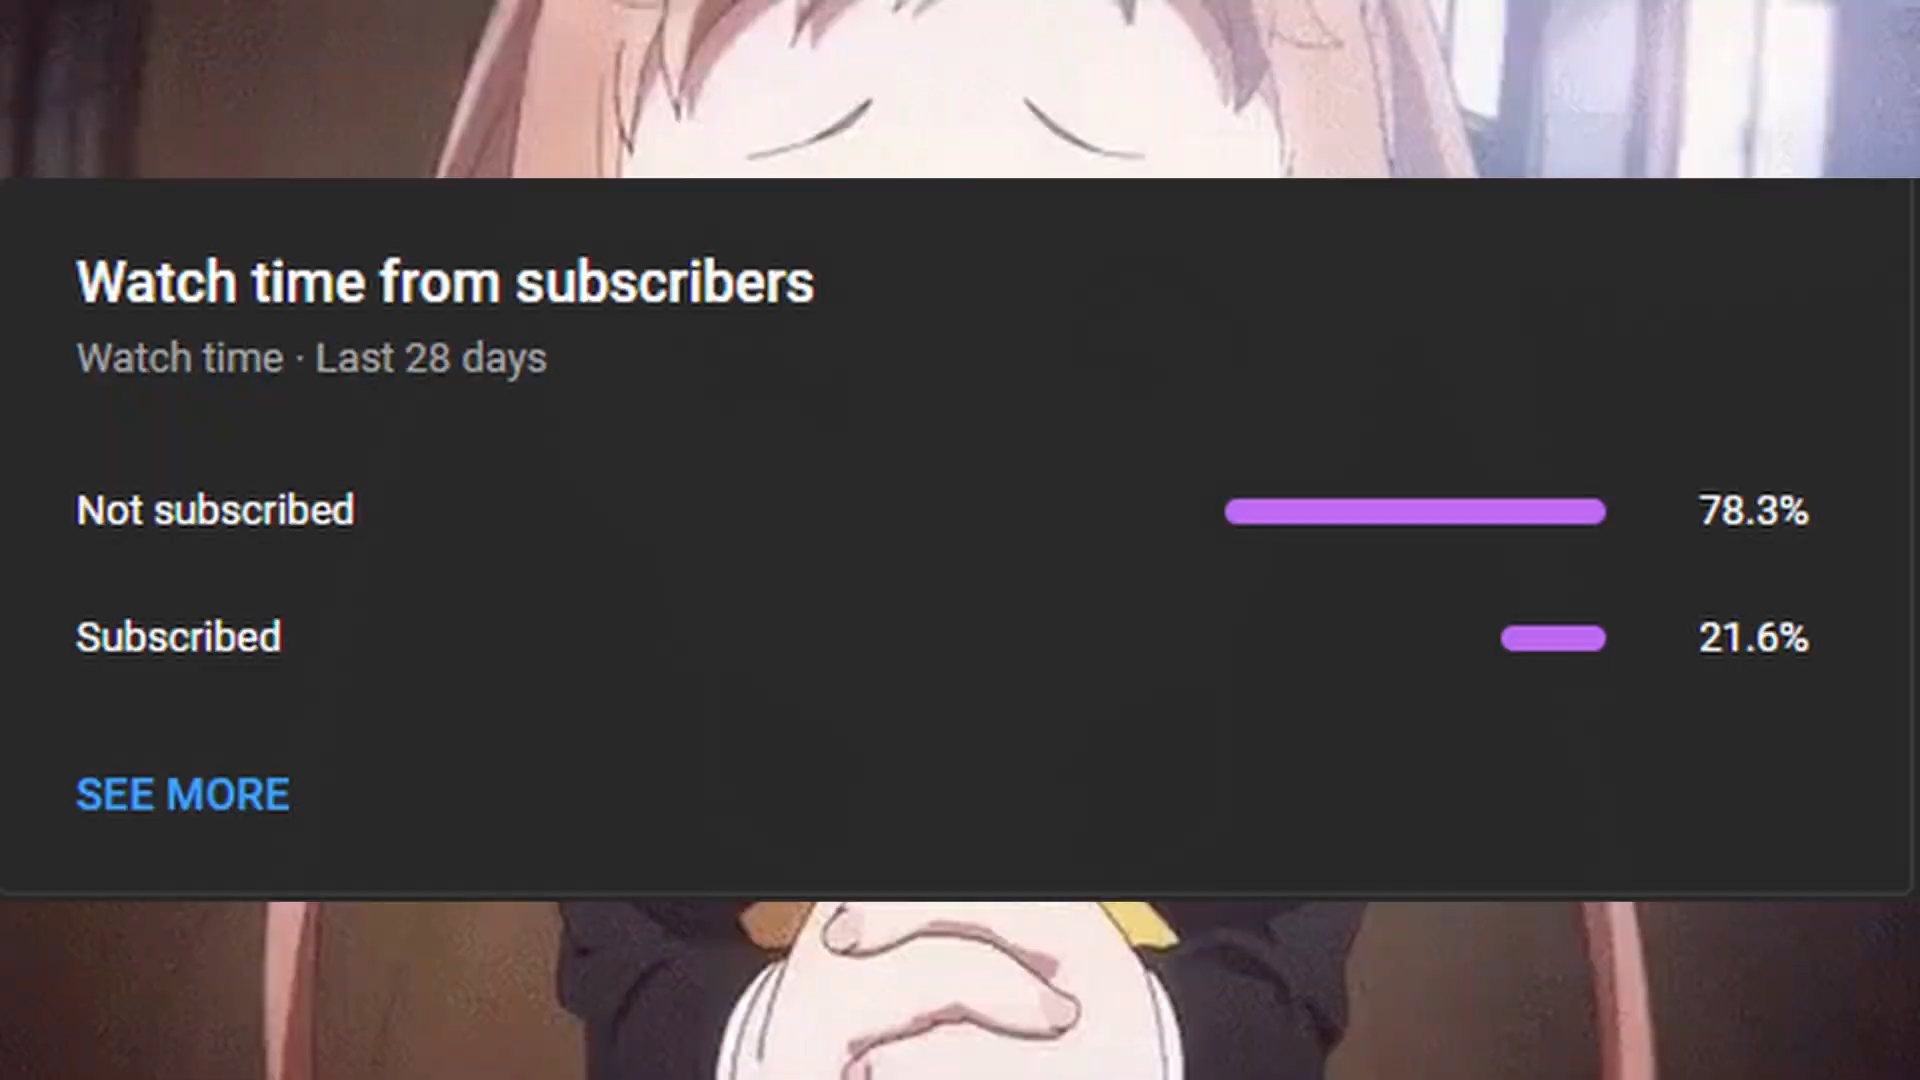 Watch time from subscribers
Watch time · Last 28 days
Not subscribed 78.3%
Subscribed 21.6%
SEE MORE